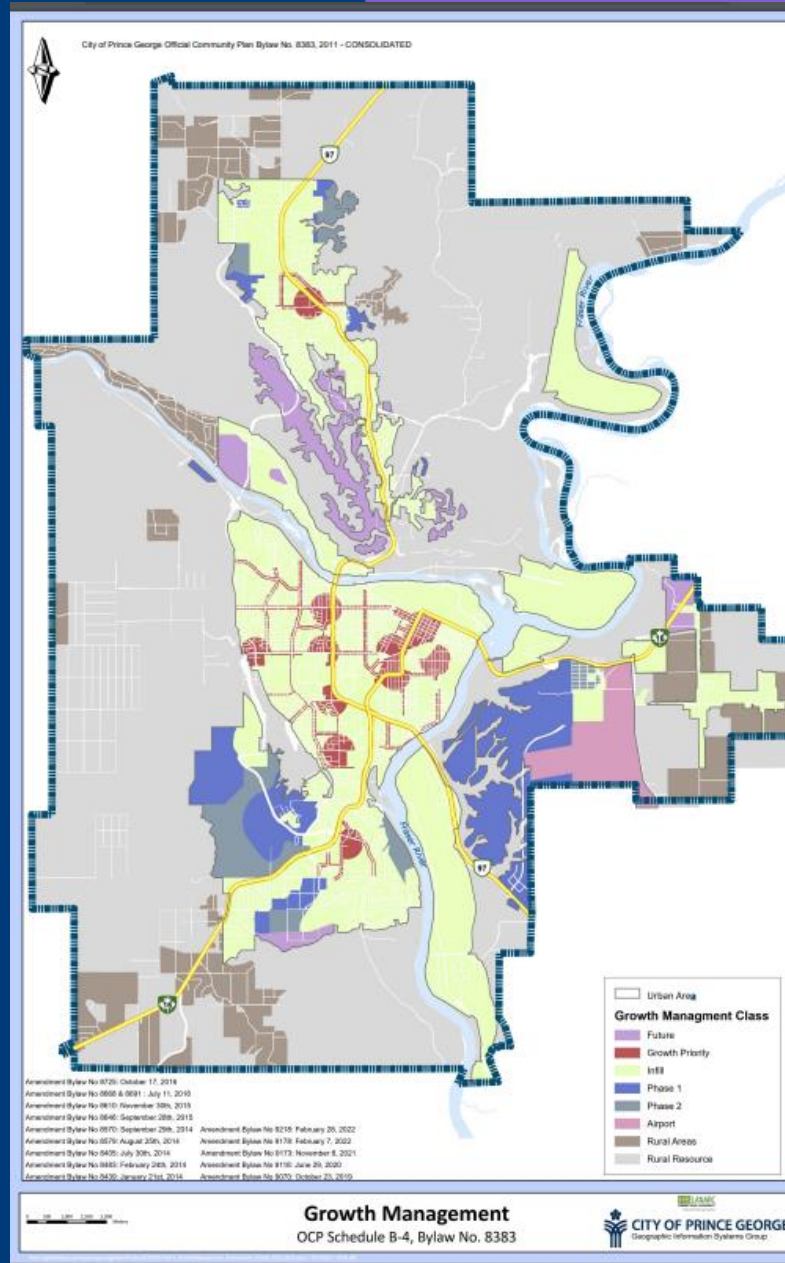 City of Prince George Official Community Plan Bylaw No. 8383, 2011 - CONSOLIDATED
97
Fraser River
16
Fraser River
97
16
Urban Area
Growth Managment Class
Future
Growth Priority
Infill
Phase 1
Phase 2
Airport
Rural Areas
Rural Resource
Amendment Bylaw No 8725: October 17, 2016
Amendment Bylaw No 8668 & 8691 : July 11, 2016
Amendment Bylaw No 8610: November 30th, 2015
Amendment Bylaw No 8646: September 28th, 2015
Amendment Bylaw No 8570: September 29th, 2014 Amendment Bylaw No 9218: February 28, 2022
Amendment Bylaw No 8579: August 25th, 2014 Amendment Bylaw No 9178: February 7, 2022
Amendment Bylaw No 8405: July 30th, 2014 Amendment Bylaw No 9173: November 8, 2021
Amendment Bylaw No 8483: February 24th, 2014 Amendment Bylaw No 9116: June 29, 2020
Amendment Bylaw No 8439: January 21st, 2014 Amendment Bylaw No 9070: October 23, 2019
Growth Management
OCP Schedule B-4, Bylaw No. 8383
LANARC
CITY OF PRINCE GEORGE
Geographic Information Systems Group